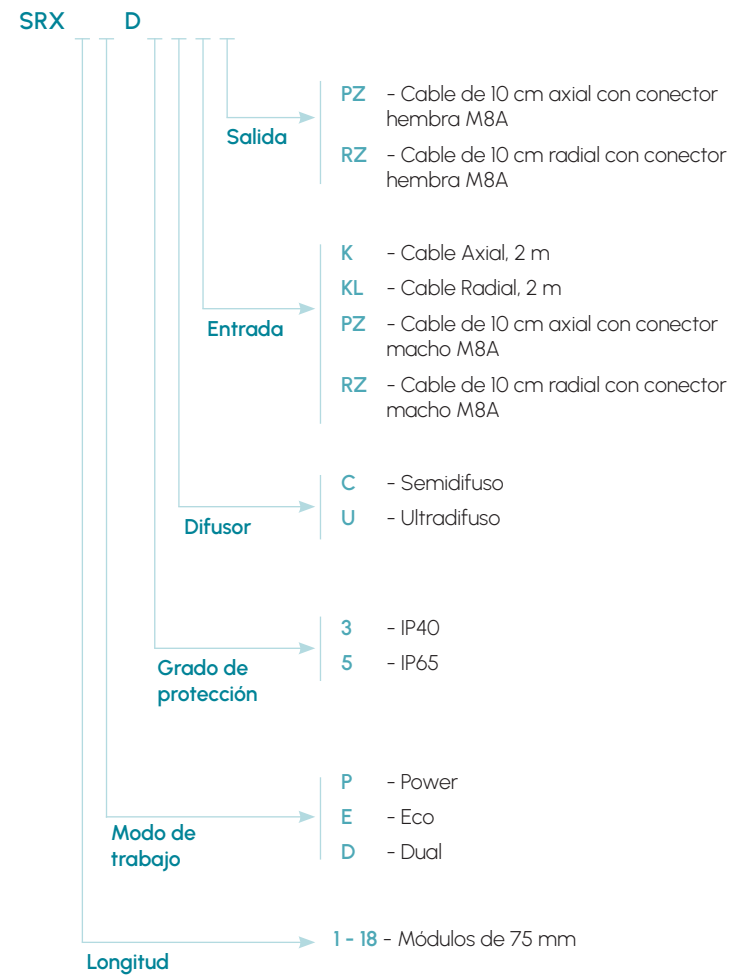 SRX D
PZ - Cable de 10 cm axial con conector
hembra M8A
Salida
RZ - Cable de 10 cm radial con conector
hembra M8A
K - Cable Axial, 2 m
KL - Cable Radial, 2 m
Entrada
PZ - Cable de 10 cm axial con conector
macho M8A
RZ - Cable de 10 cm radial con conector
macho M8A
C - Semidifuso
Difusor
U - Ultradifuso
3 - IP40
5 - IP65
Grado de
protección
P - Power
E - Eco
Modo de
trabajo
D - Dual
1 - 18 - Módulos de 75 mm
Longitud